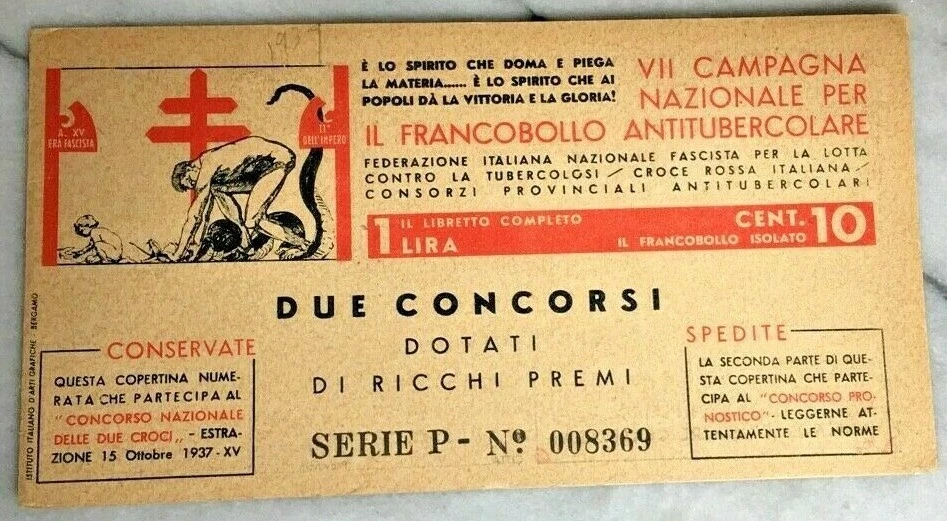 1937
È LO SPIRITO CHE DOMA E PIEGA
LA MATERIA...... È LO SPIRITO CHE AI
POPOLI DÀ LA VITTORIA E LA GLORIA!
VII CAMPAGNA
NAZIONALE PER
IL FRANCOBOLLO ANTITUBERCOLARE
A. XV
ERA FASCISTA
II°
DELL'IMPERO
FEDERAZIONE ITALIANA NAZIONALE FASCISTA PER LA LOTTA
CONTRO LA TUBERCOLOSI / CROCE ROSSA ITALIANA /
CONSORZI PROVINCIALI ANTITUBERCOLARI
1 IL LIBRETTO COMPLETO
LIRA
CENT. 10
IL FRANCOBOLLO ISOLATO
DUE CONCORSI
DOTATI
DI RICCHI PREMI
SERIE P - Nº 008369
CONSERVATE
QUESTA COPERTINA NUME-
RATA CHE PARTECIPA AL
"CONCORSO NAZIONALE
DELLE DUE CROCI„ - ESTRA-
ZIONE 15 Ottobre 1937 - XV
SPEDITE
LA SECONDA PARTE DI QUE-
STA COPERTINA CHE PARTE-
CIPA AL "CONCORSO PRO-
NOSTICO" - LEGGERNE AT-
TENTAMENTE LE NORME
ISTITUTO ITALIANO D'ARTI GRAFICHE - BERGAMO